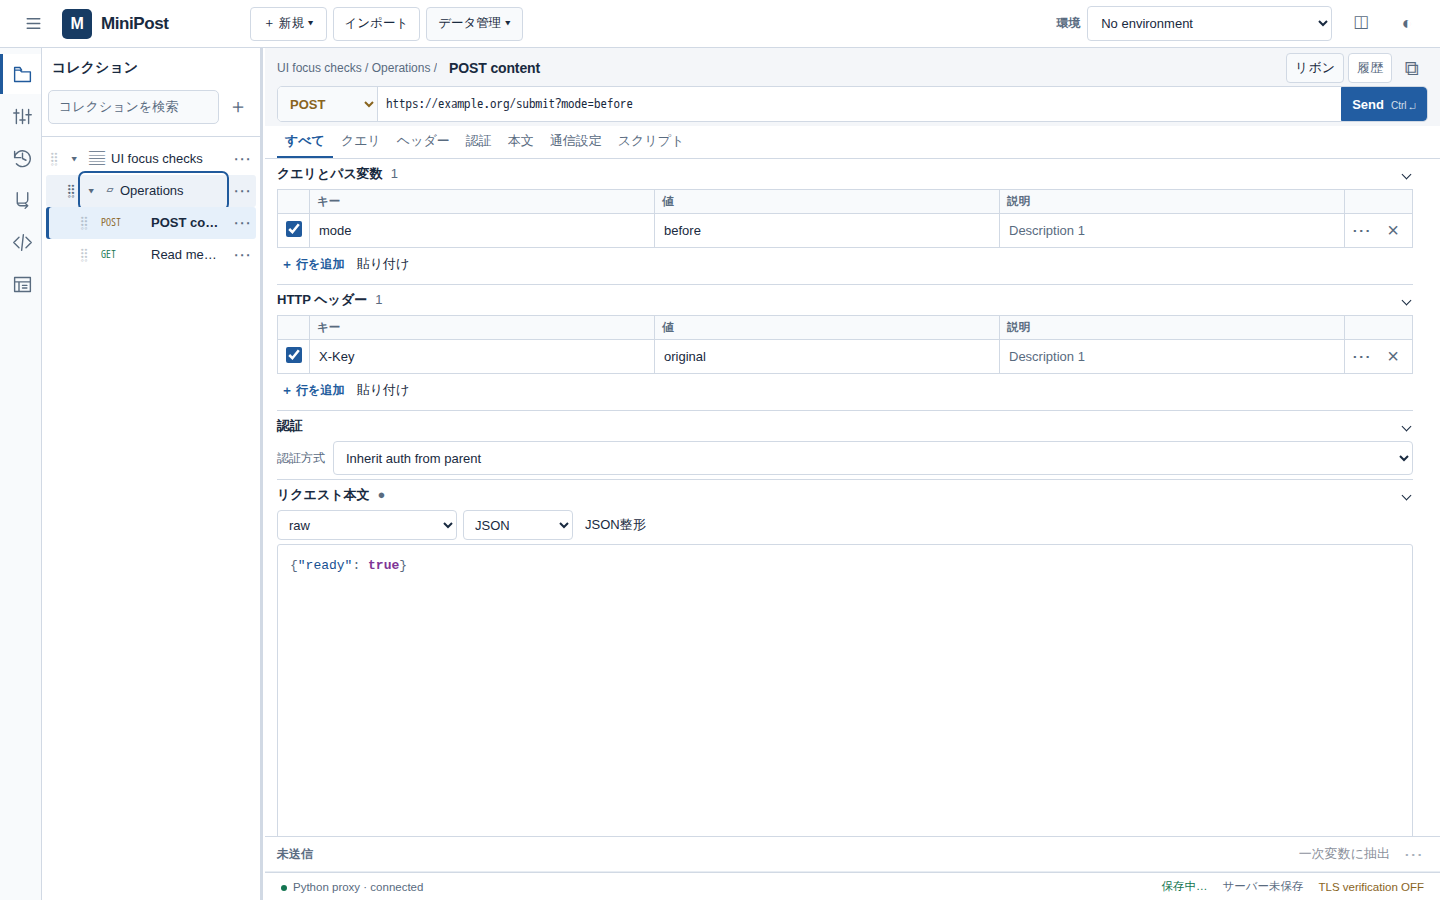 M MiniPost ＋ 新規 ▾ インポート データ管理 ▾ 環境 No environment
コレクション
コレクションを検索 ＋
UI focus checks ···
Operations ···
POST POST co… ···
GET Read me… ···
UI focus checks / Operations / POST content リボン 履歴
POST https://example.org/submit?mode=before Send Ctrl ⏎
すべて クエリ ヘッダー 認証 本文 通信設定 スクリプト
クエリとパス変数 1
キー 値 説明
mode before Description 1 ··· ×
＋ 行を追加 貼り付け
HTTP ヘッダー 1
キー 値 説明
X-Key original Description 1 ··· ×
＋ 行を追加 貼り付け
認証
認証方式 Inherit auth from parent
リクエスト本文 ●
raw JSON JSON整形
{"ready": true}
未送信 一次変数に抽出 ···
● Python proxy · connected 保存中… サーバー未保存 TLS verification OFF